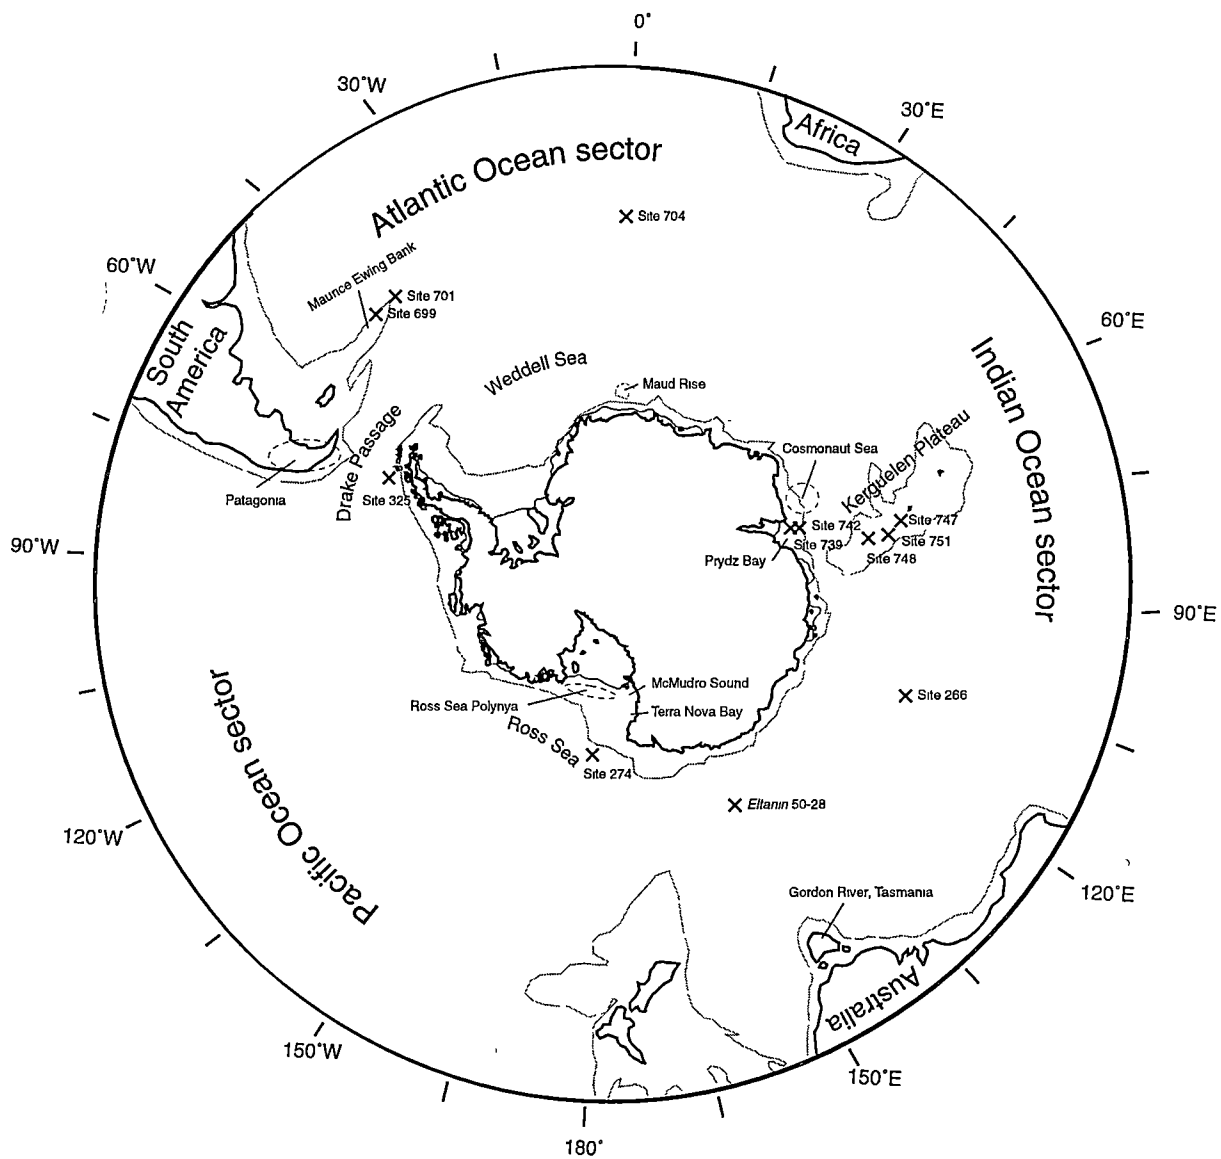 0°
30°W
30°E
Africa
Atlantic Ocean sector
Site 704
60°W
Maunce Ewing Bank
Site 701
Site 699
60°E
South
America
Weddell Sea
Maud Rise
Indian Ocean sector
Drake Passage
Cosmonaut Sea
Kerguelen Plateau
Patagonia
Site 325
Site 742
Site 747
Site 739
Site 751
Site 748
Prydz Bay
90°W
90°E
McMudro Sound
Site 266
Ross Sea Polynya
Terra Nova Bay
Ross Sea
Site 274
Pacific Ocean sector
Eltanin 50-28
120°W
120°E
Gordon River, Tasmania
Australia
150°W
150°E
180°